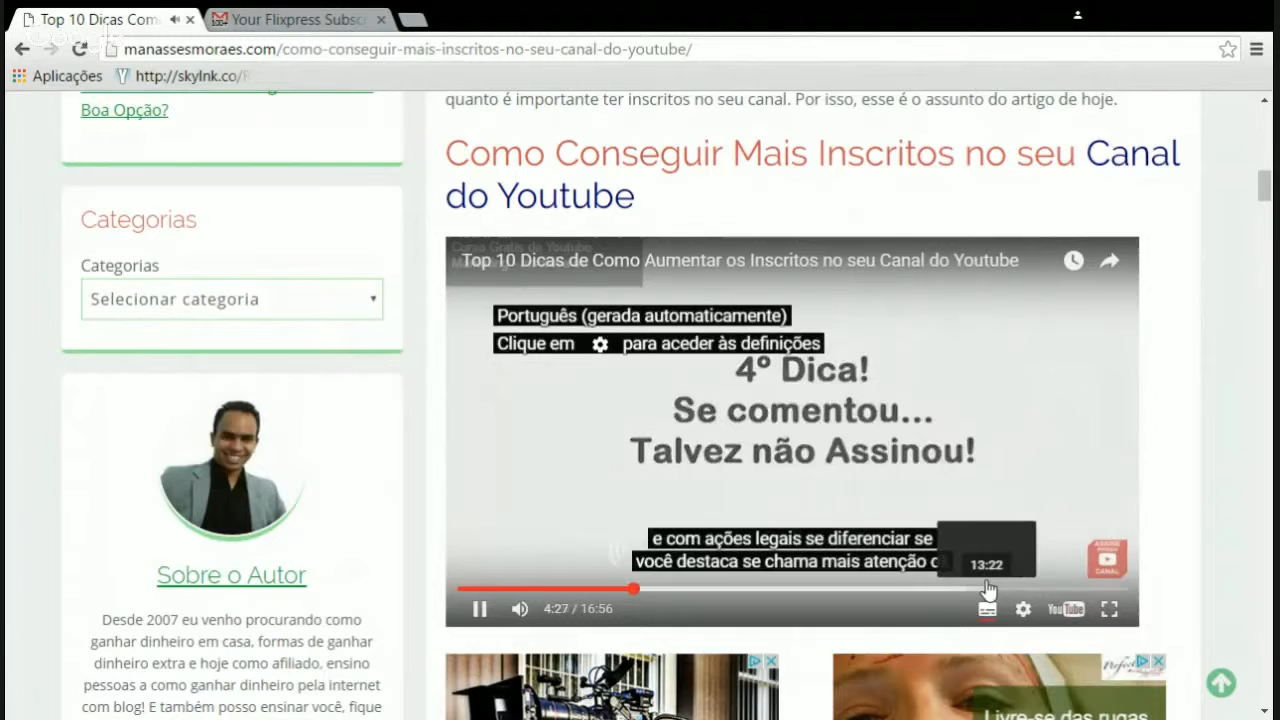 Top 10 Dicas Com
Your Flixpress Subsc
manassesmoraes.com/como-conseguir-mais-inscritos-no-seu-canal-do-youtube/
Aplicações
http://skylnk.co/
Boa Opção?
Categorias
Categorias
Selecionar categoria
Sobre o Autor
Desde 2007 eu venho procurando como
ganhar dinheiro em casa, formas de ganhar
dinheiro extra e hoje como afiliado, ensino
pessoas a como ganhar dinheiro pela internet
com blog! E também posso ensinar você, fique
quanto é importante ter inscritos no seu canal. Por isso, esse é o assunto do artigo de hoje.
Como Conseguir Mais Inscritos no seu Canal
do Youtube
Top 10 Dicas de Como Aumentar os Inscritos no seu Canal do Youtube
Português (gerada automaticamente)
Clique em para aceder às definições
4º Dica!
Se comentou...
Talvez não Assinou!
e com ações legais se diferenciar se
você destaca se chama mais atenção
13:22
4:27 / 16:56
YouTube
Livre-se das rugas